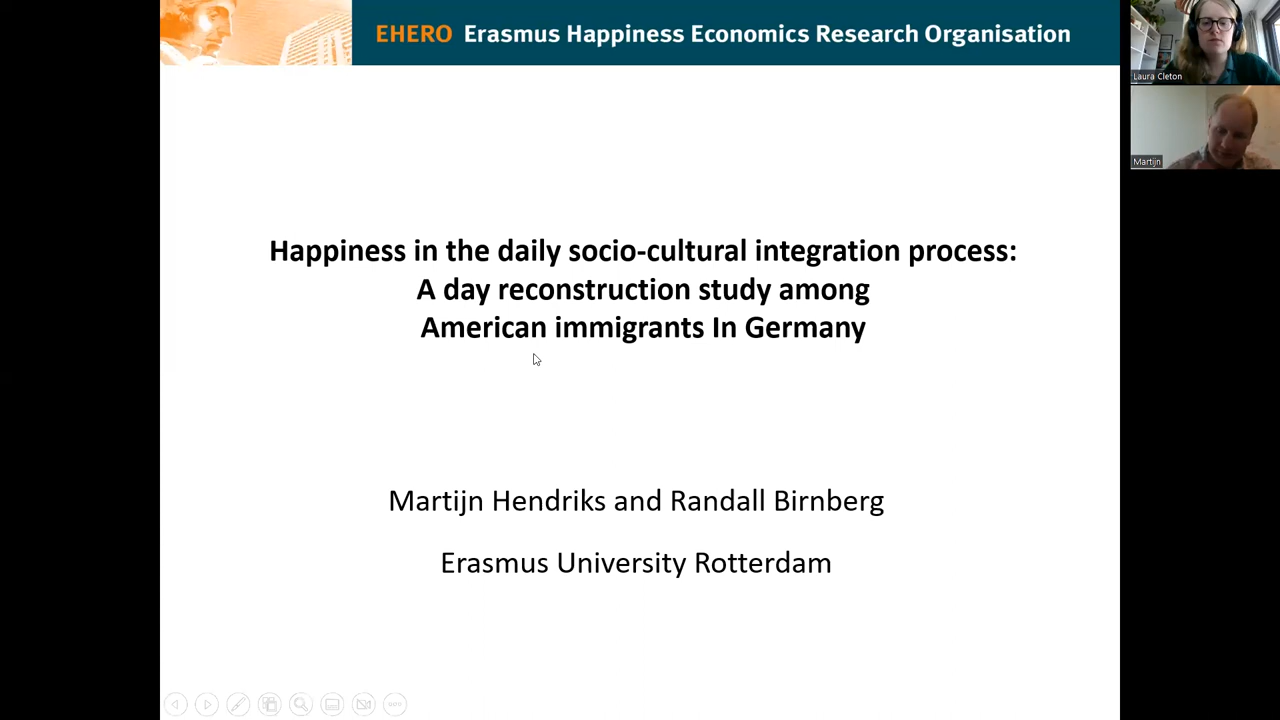 EHERO Erasmus Happiness Economics Research Organisation
Laura Cleton
Martijn
Happiness in the daily socio-cultural integration process:
A day reconstruction study among
American immigrants In Germany
Martijn Hendriks and Randall Birnberg
Erasmus University Rotterdam